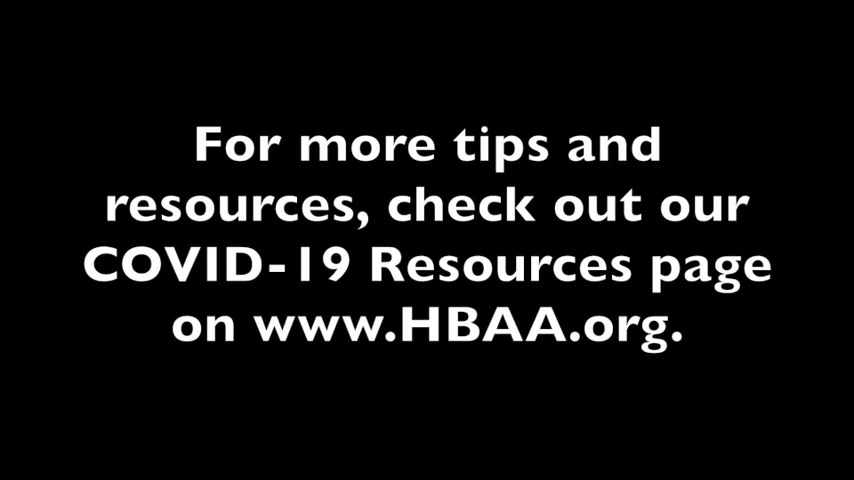 For more tips and
resources, check out our
COVID-19 Resources page
on www.HBAA.org.